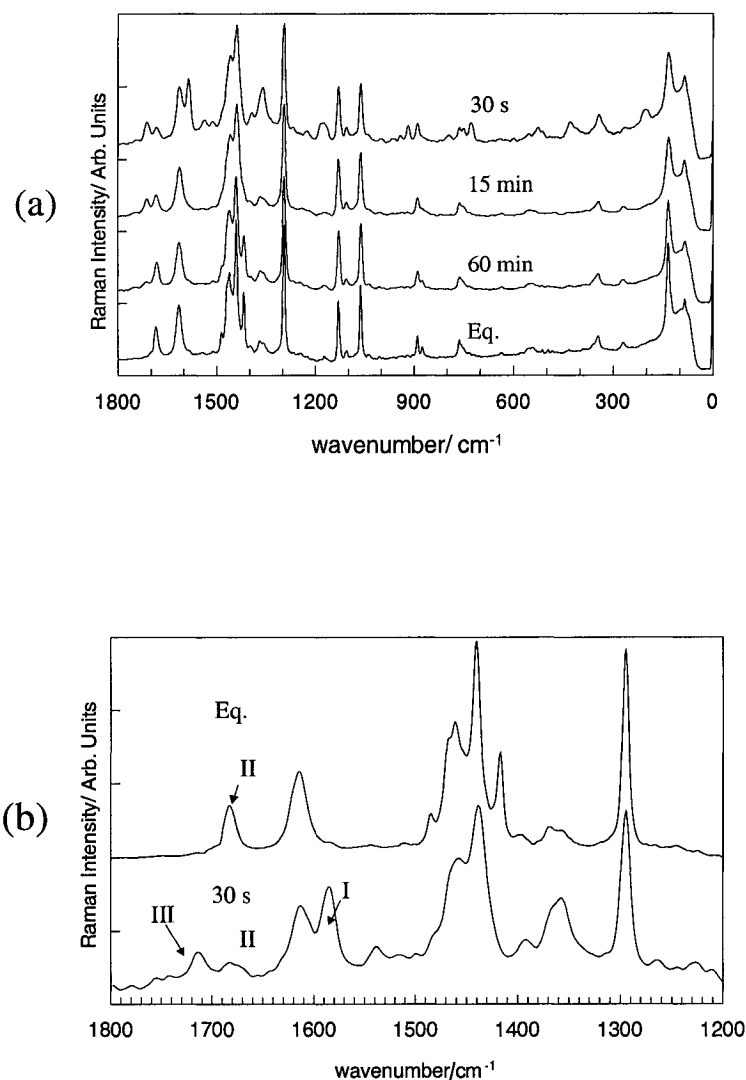 (a)
Raman Intensity/ Arb. Units
30 s
15 min
60 min
Eq.
1800 1500 1200 900 600 300 0
wavenumber/ cm-1
(b)
Raman Intensity/ Arb. Units
Eq.
II
30 s
I
III
II
1800 1700 1600 1500 1400 1300 1200
wavenumber/cm-1